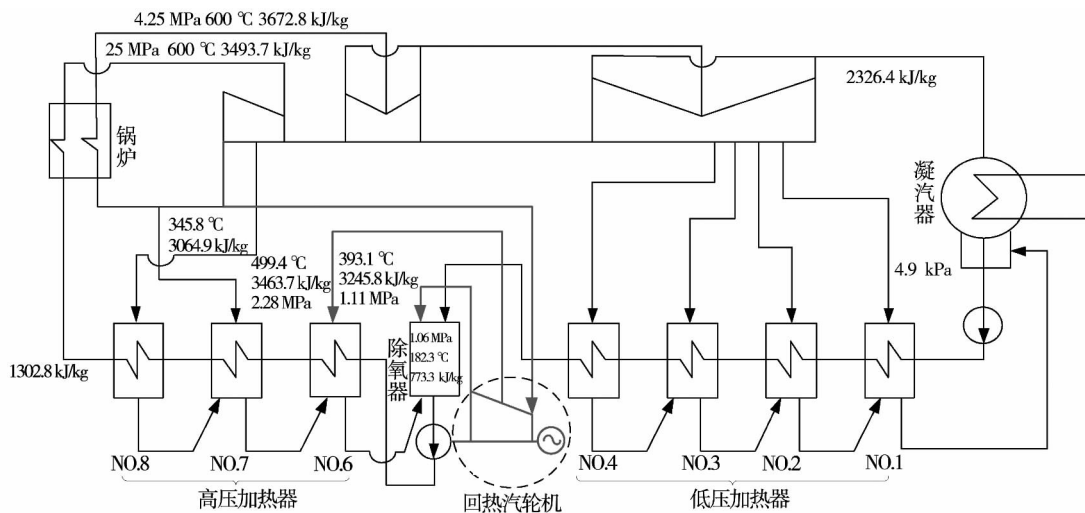 4.25 MPa 600 ℃ 3672.8 kJ/kg
25 MPa 600 ℃ 3493.7 kJ/kg
2326.4 kJ/kg
锅炉
凝汽器
345.8 ℃
3064.9 kJ/kg
499.4 ℃
3463.7 kJ/kg
2.28 MPa
393.1 ℃
3245.8 kJ/kg
1.11 MPa
4.9 kPa
除氧器
1.06 MPa
182.3 ℃
773.3 kJ/kg
1302.8 kJ/kg
NO.8
NO.7
NO.6
NO.4
NO.3
NO.2
NO.1
高压加热器
回热汽轮机
低压加热器